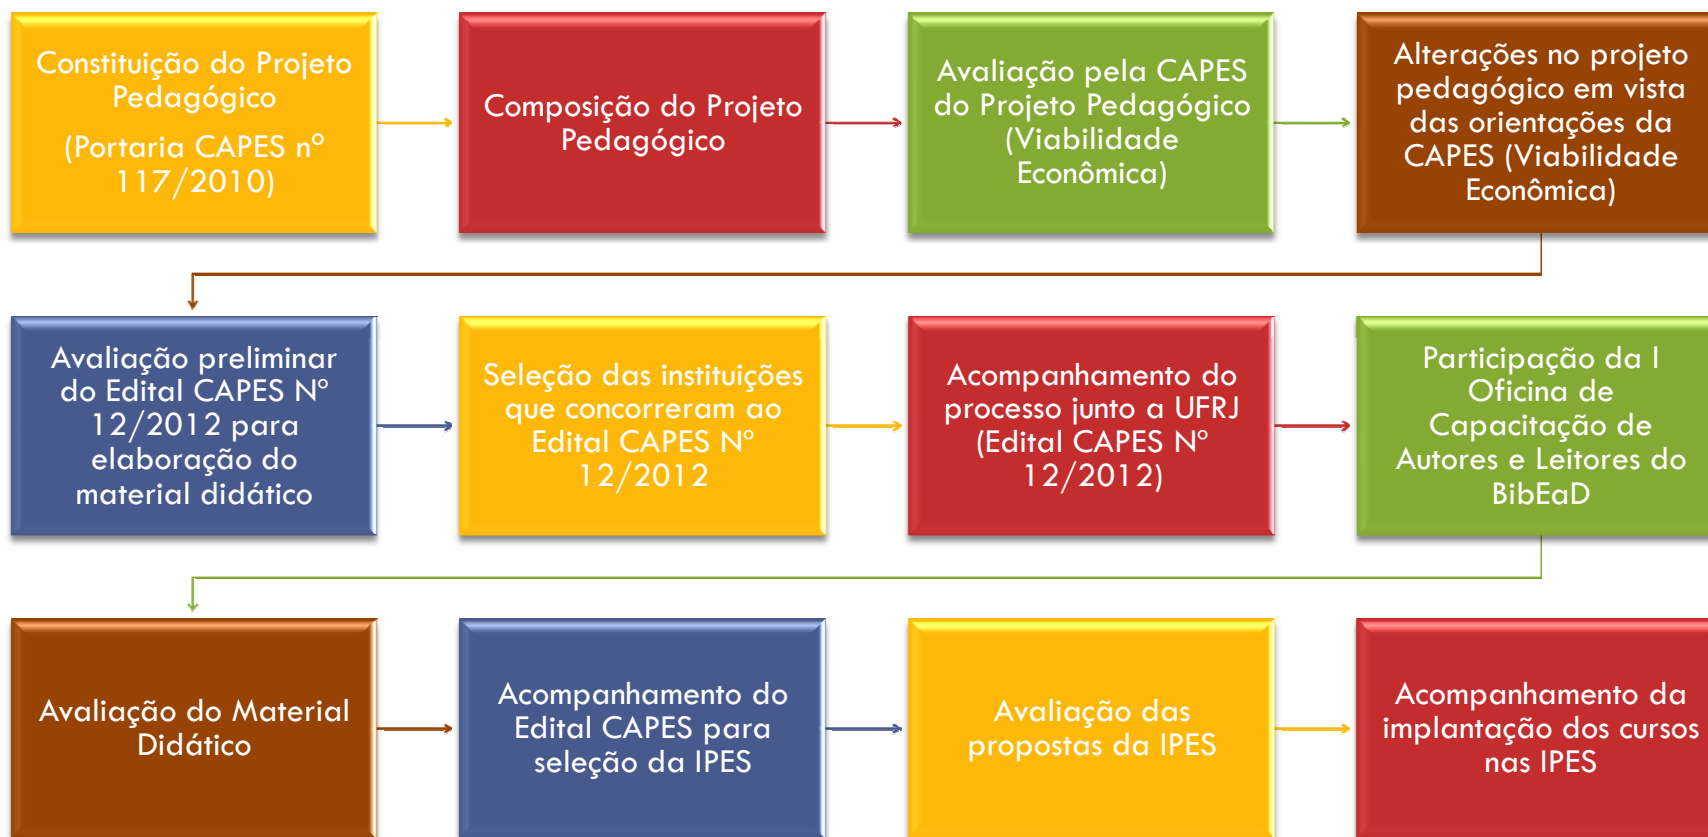 Constituição do Projeto
Pedagógico
(Portaria CAPES nº
117/2010)
Composição do Projeto
Pedagógico
Avaliação pela CAPES
do Projeto Pedagógico
(Viabilidade
Econômica)
Alterações no projeto
pedagógico em vista
das orientações da
CAPES (Viabilidade
Econômica)
Avaliação preliminar
do Edital CAPES Nº
12/2012 para
elaboração do
material didático
Seleção das instituições
que concorreram ao
Edital CAPES Nº
12/2012
Acompanhamento do
processo junto a UFRJ
(Edital CAPES Nº
12/2012)
Participação da I
Oficina de
Capacitação de
Autores e Leitores do
BibEaD
Avaliação do Material
Didático
Acompanhamento do
Edital CAPES para
seleção da IPES
Avaliação das
propostas da IPES
Acompanhamento da
implantação dos cursos
nas IPES